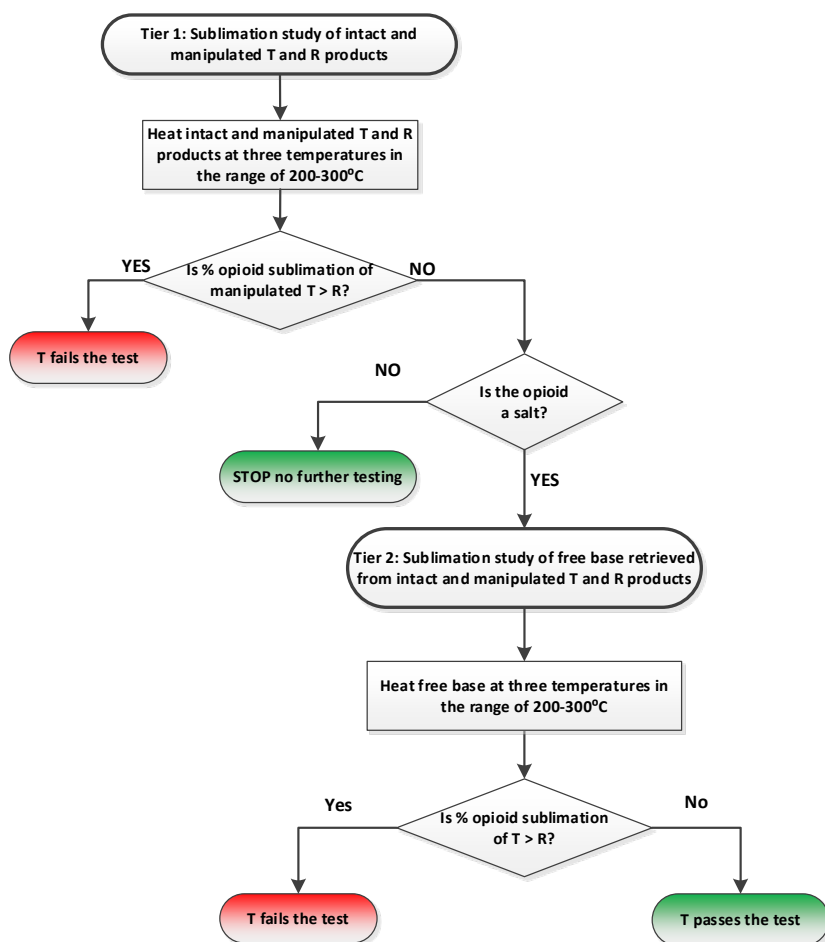 Tier 1: Sublimation study of intact and
manipulated T and R products
Heat intact and manipulated T and R
products at three temperatures in
the range of 200-300°C
YES
Is % opioid sublimation of
manipulated T > R?
NO
T fails the test
NO
Is the opioid
a salt?
STOP no further testing
YES
Tier 2: Sublimation study of free base retrieved
from intact and manipulated T and R products
Heat free base at three temperatures in
the range of 200-300°C
Yes
Is % opioid sublimation
of T > R?
No
T fails the test
T passes the test